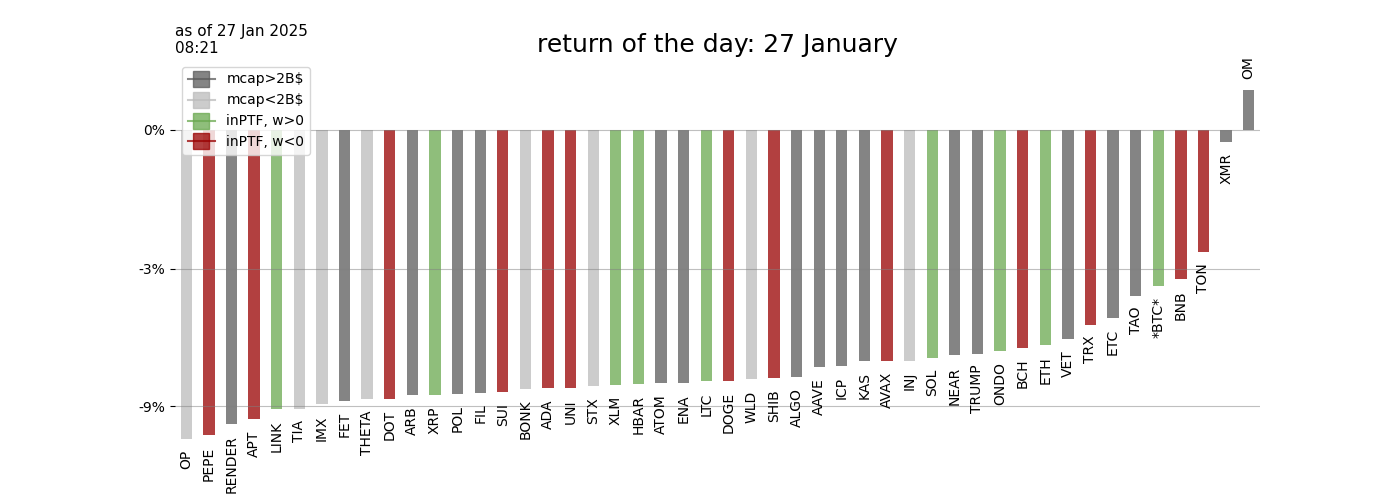 as of 27 Jan 2025
08:21
return of the day: 27 January
mcap>2B$
mcap<2B$
inPTF, w>0
inPTF, w<0
0%
-3%
-9%
OP
PEPE
RENDER
APT
LINK
TIA
IMX
FET
THETA
DOT
ARB
XRP
POL
FIL
SUI
BONK
ADA
UNI
STX
XLM
HBAR
ATOM
ENA
LTC
DOGE
WLD
SHIB
ALGO
AAVE
ICP
KAS
AVAX
INJ
SOL
NEAR
TRUMP
ONDO
BCH
ETH
VET
TRX
ETC
TAO
*BTC*
BNB
TON
XMR
OM